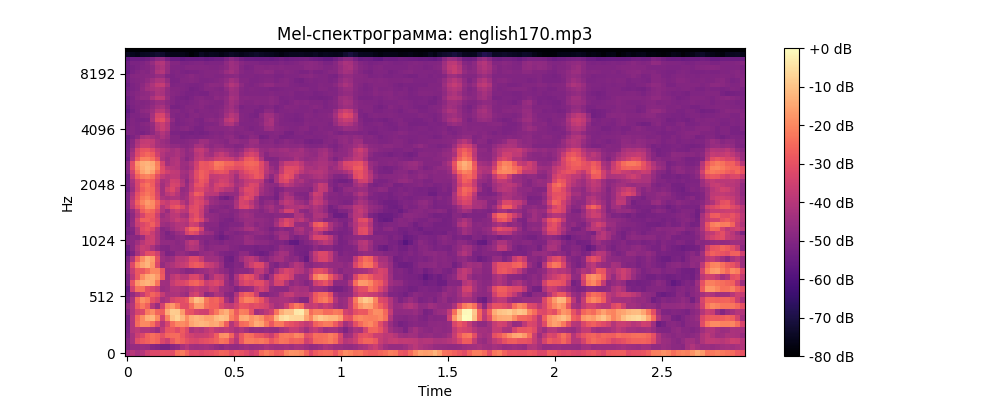 Mel-спектрограмма: english170.mp3
8192
4096
2048
1024
512
0
Hz
0
0.5
1
1.5
2
2.5
Time
+0 dB
-10 dB
-20 dB
-30 dB
-40 dB
-50 dB
-60 dB
-70 dB
-80 dB